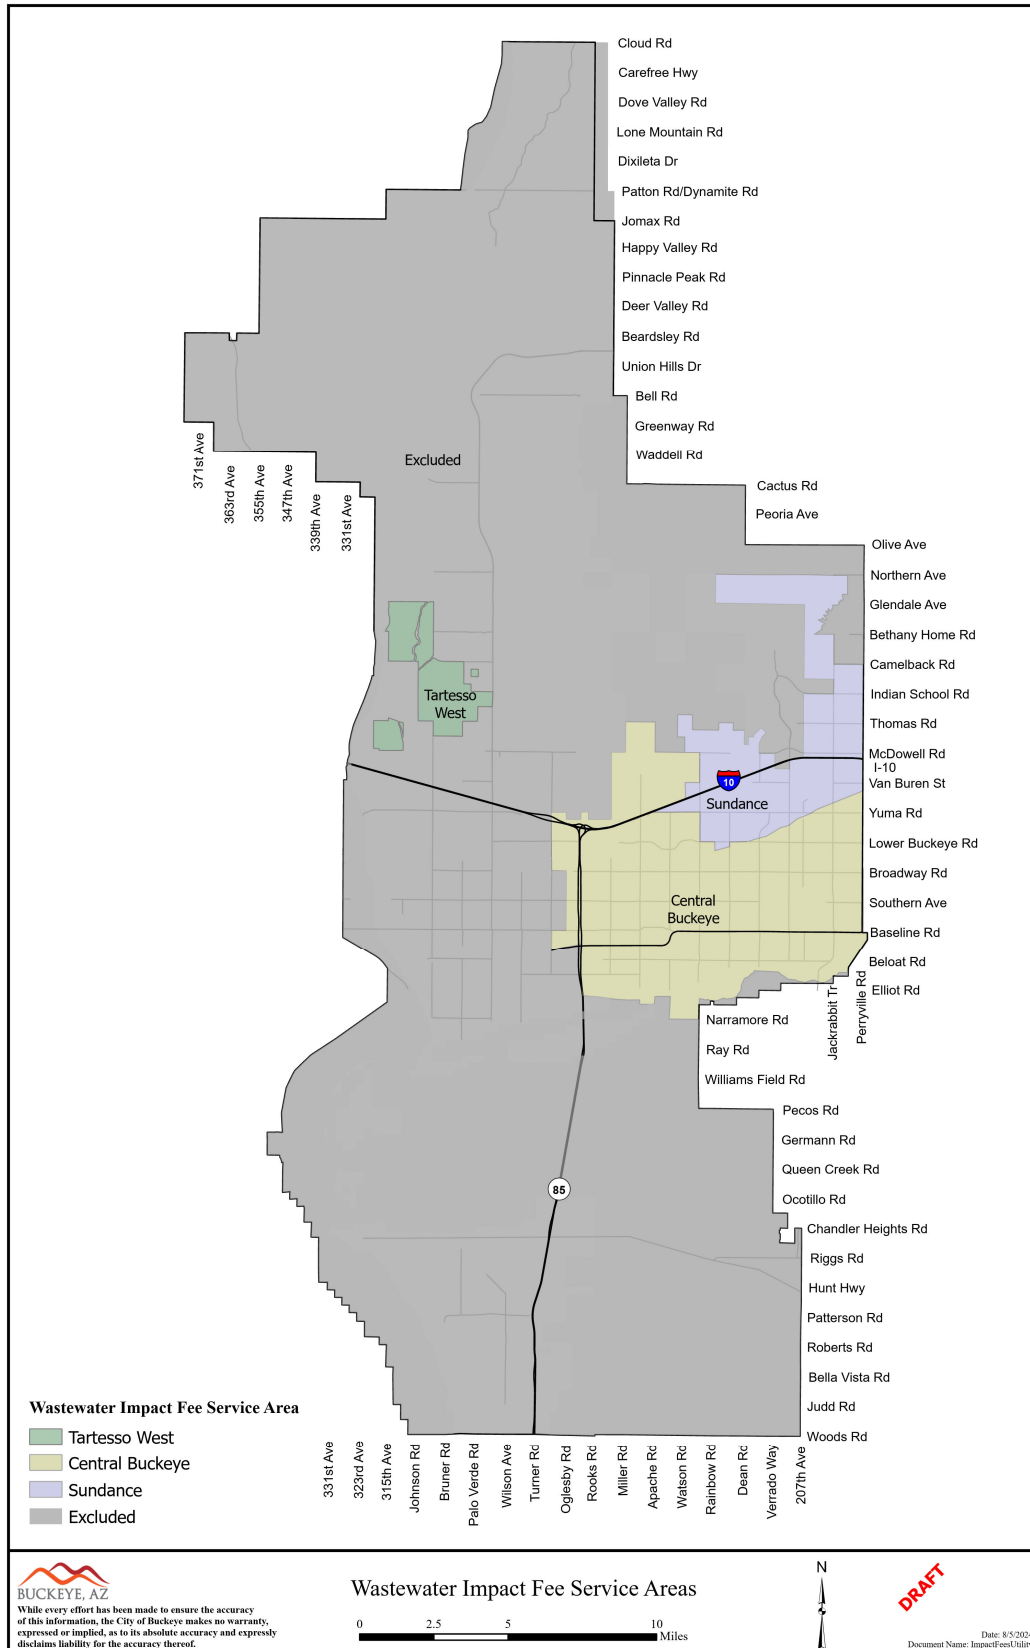 Cloud Rd
Carefree Hwy
Dove Valley Rd
Lone Mountain Rd
Dixileta Dr
Patton Rd/Dynamite Rd
Jomax Rd
Happy Valley Rd
Pinnacle Peak Rd
Deer Valley Rd
Beardsley Rd
Union Hills Dr
Bell Rd
Greenway Rd
Waddell Rd
Cactus Rd
Peoria Ave
Olive Ave
Northern Ave
Glendale Ave
Bethany Home Rd
Camelback Rd
Indian School Rd
Thomas Rd
McDowell Rd
I-10
Van Buren St
Yuma Rd
Lower Buckeye Rd
Broadway Rd
Southern Ave
Baseline Rd
Beloat Rd
Elliot Rd
Jackrabbit Tr
Perryville Rd
Narramore Rd
Ray Rd
Williams Field Rd
Pecos Rd
Germann Rd
Queen Creek Rd
Ocotillo Rd
Chandler Heights Rd
Riggs Rd
Hunt Hwy
Patterson Rd
Roberts Rd
Bella Vista Rd
Judd Rd
Woods Rd
371st Ave
363rd Ave
355th Ave
347th Ave
339th Ave
331st Ave
Excluded
Tartesso
West
10
Sundance
Central
Buckeye
85
331st Ave
323rd Ave
315th Ave
Johnson Rd
Bruner Rd
Palo Verde Rd
Wilson Ave
Turner Rd
Oglesby Rd
Rooks Rd
Miller Rd
Apache Rd
Watson Rd
Rainbow Rd
Dean Rd
Verrado Way
207th Ave
Wastewater Impact Fee Service Area
Tartesso West
Central Buckeye
Sundance
Excluded
BUCKEYE, AZ
While every effort has been made to ensure the accuracy
of this information, the City of Buckeye makes no warranty,
expressed or implied, as to its absolute accuracy and expressly
disclaims liability for the accuracy thereof.
Wastewater Impact Fee Service Areas
0 2.5 5 10
Miles
N
DRAFT
Date: 8/5/2024
Document Name: ImpactFeesUtility